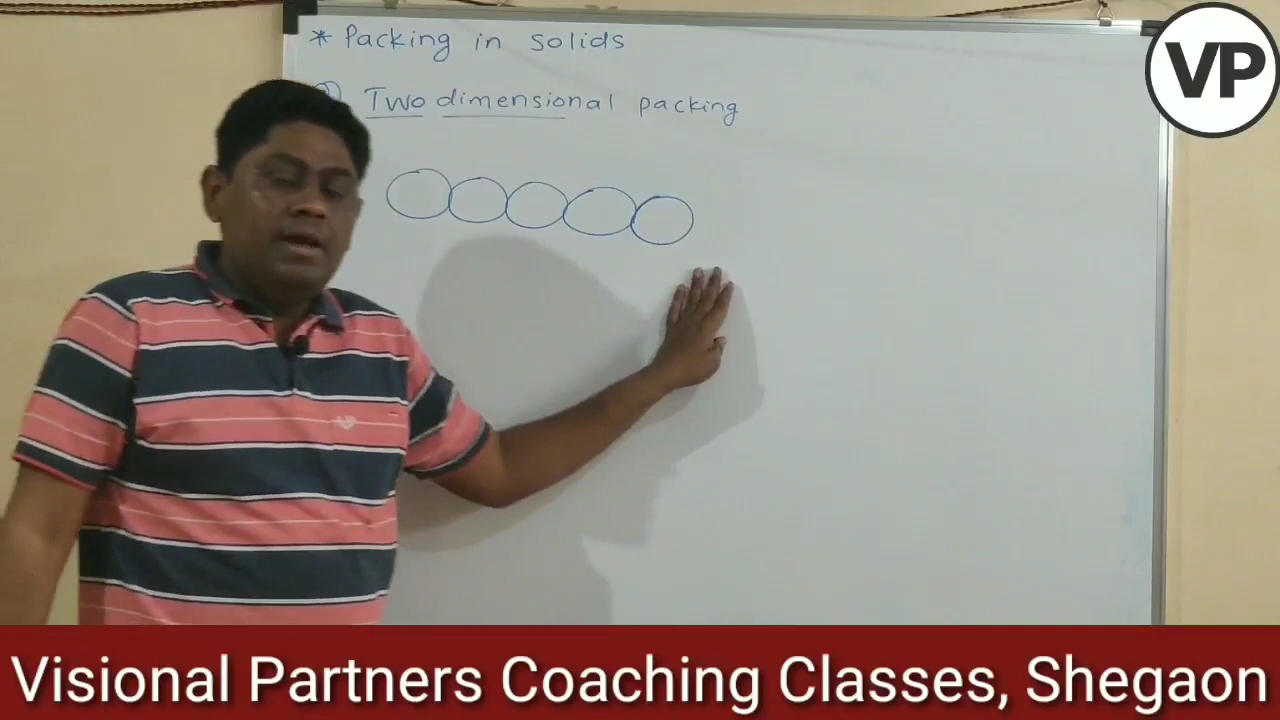 * Packing in solids
Two dimensional packing
VP
Visional Partners Coaching Classes, Shegaon